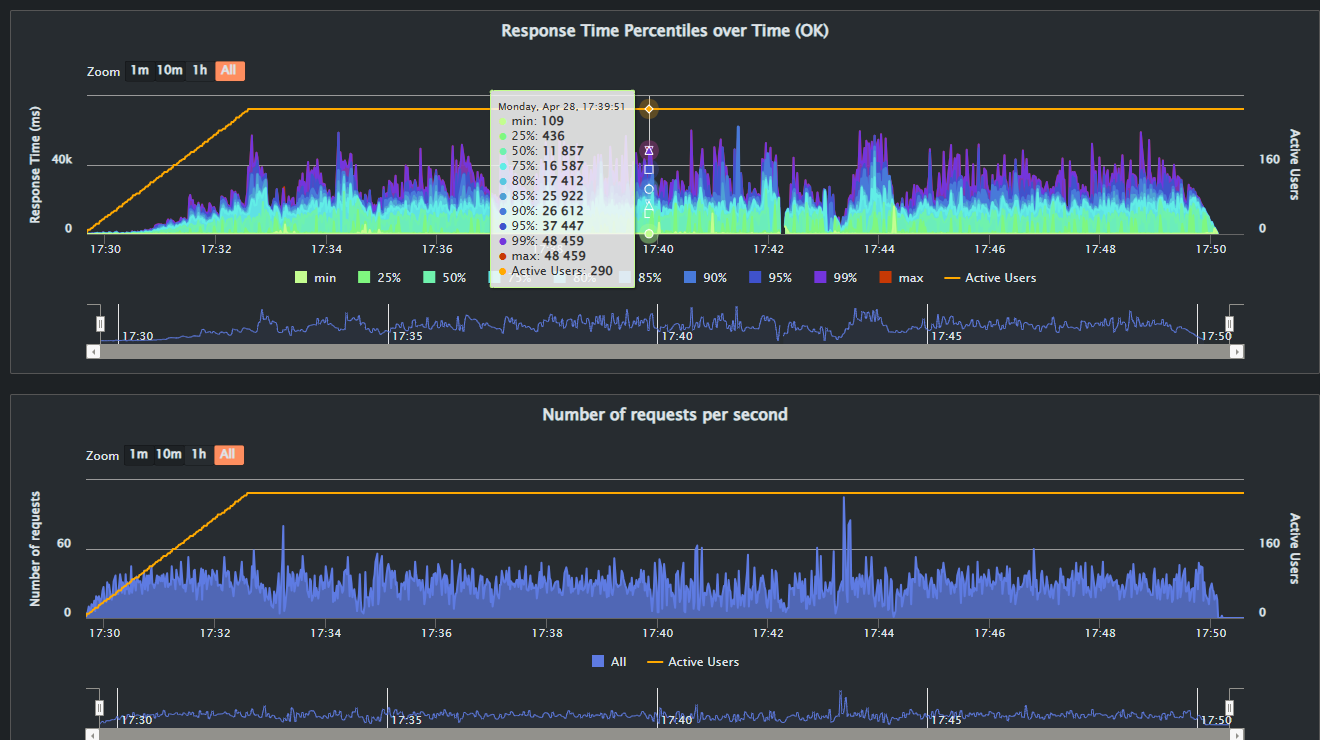 Response Time Percentiles over Time (OK)
Zoom 1m 10m 1h All
Response Time (ms)
40k
0
Active Users
160
0
Monday, Apr 28, 17:39:51
min: 109
25%: 436
50%: 11 857
75%: 16 587
80%: 17 412
85%: 25 922
90%: 26 612
95%: 37 447
99%: 48 459
max: 48 459
Active Users: 290
17:30 17:32 17:34 17:36 17:40 17:42 17:44 17:46 17:48 17:50
min 25% 50% 75% 80% 85% 90% 95% 99% max Active Users
17:30 17:35 17:40 17:45 17:50
Number of requests per second
Zoom 1m 10m 1h All
Number of requests
60
0
Active Users
160
0
17:30 17:32 17:34 17:36 17:38 17:40 17:42 17:44 17:46 17:48 17:50
All Active Users
17:30 17:35 17:40 17:45 17:50